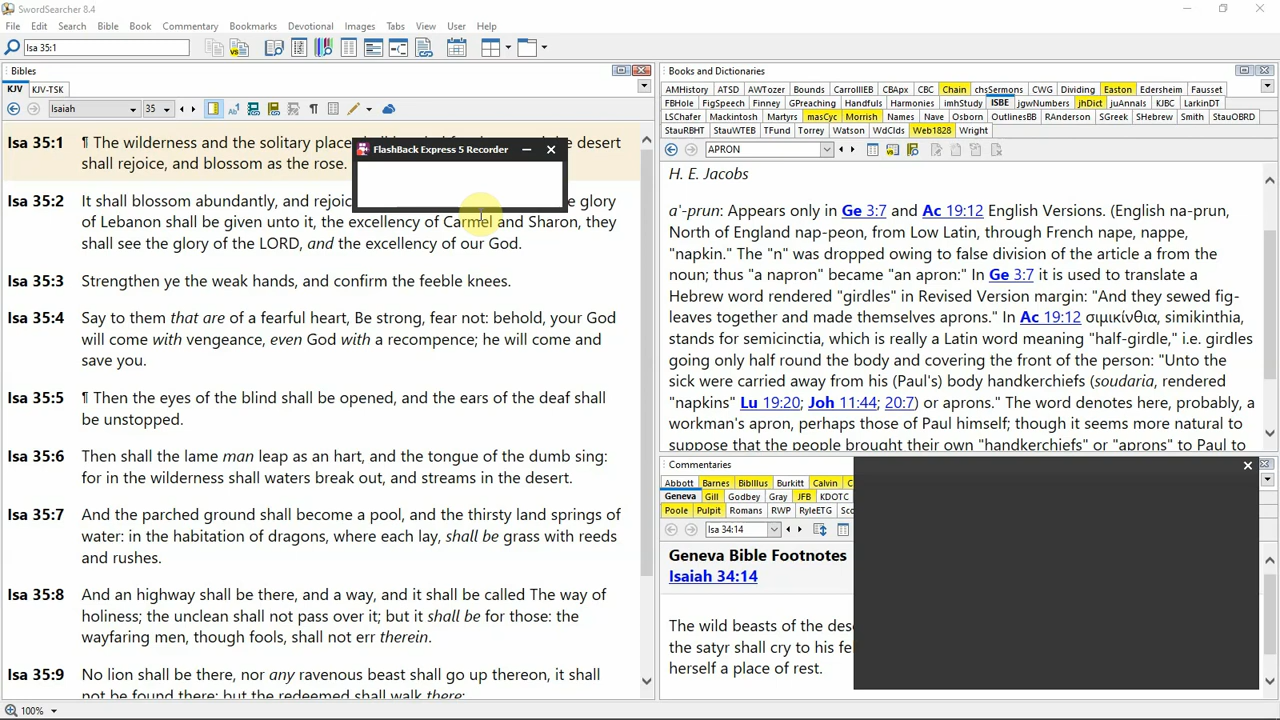 SwordSearcher 8.4
File Edit Search Bible Book Commentary Bookmarks Devotional Images Tabs View User Help
Isa 35:1
Bibles
KJV KJV-TSK
Isaiah 35
Isa 35:1 ¶ The wilderness and the solitary place desert
shall rejoice, and blossom as the rose.
Isa 35:2 It shall blossom abundantly, and glory
of Lebanon shall be given unto it, the excellency of Carmel and Sharon, they
shall see the glory of the LORD, and the excellency of our God.
Isa 35:3 Strengthen ye the weak hands, and confirm the feeble knees.
Isa 35:4 Say to them that are of a fearful heart, Be strong, fear not: behold, your God
will come with vengeance, even God with a recompence; he will come and
save you.
Isa 35:5 ¶ Then the eyes of the blind shall be opened, and the ears of the deaf shall
be unstopped.
Isa 35:6 Then shall the lame man leap as an hart, and the tongue of the dumb sing:
for in the wilderness shall waters break out, and streams in the desert.
Isa 35:7 And the parched ground shall become a pool, and the thirsty land springs of
water: in the habitation of dragons, where each lay, shall be grass with reeds
and rushes.
Isa 35:8 And an highway shall be there, and a way, and it shall be called The way of
holiness; the unclean shall not pass over it; but it shall be for those: the
wayfaring men, though fools, shall not err therein.
Isa 35:9 No lion shall be there, nor any ravenous beast shall go up thereon, it shall
not be found there; but the redeemed shall walk there:
100%
FlashBack Express 5 Recorder
Books and Dictionaries
AMHistory ATSD AWTozer Bounds CarrollEB CBApx CBC Chain chsSermons CWG Dividing Easton Edersheim Fausset
FBHole FigSpeech Finney GPreaching Handfuls Harmonies imhStudy ISBE jgwNumbers jhDict juAnnals KJBC LarkinDT
LSChafer Mackintosh Martyrs masCyc Morrish Names Nave Osborn OutlinesBB RAnderson SGreek SHebrew Smith StauOBRD
StauRBHT StauWTEB TFund Torrey Watson WdClds Web1828 Wright
APRON
H. E. Jacobs
a'-prun: Appears only in Ge 3:7 and Ac 19:12 English Versions. (English na-prun,
North of England nap-peon, from Low Latin, through French nape, nappe,
"napkin." The "n" was dropped owing to false division of the article a from the
noun; thus "a napron" became "an apron:" In Ge 3:7 it is used to translate a
Hebrew word rendered "girdles" in Revised Version margin: "And they sewed fig-
leaves together and made themselves aprons." In Ac 19:12 σιμικίνθια, simikinthia,
stands for semicinctia, which is really a Latin word meaning "half-girdle," i.e. girdles
going only half round the body and covering the front of the person: "Unto the
sick were carried away from his (Paul's) body handkerchiefs (soudaria, rendered
"napkins" Lu 19:20; Joh 11:44; 20:7) or aprons." The word denotes here, probably, a
workman's apron, perhaps those of Paul himself; though it seems more natural to
suppose that the people brought their own "handkerchiefs" or "aprons" to Paul to
Commentaries
Abbott Barnes BibIllus Burkitt Calvin
Geneva Gill Godbey Gray JFB KDOTC
Poole Pulpit Romans RWP RyleEG
Isa 34:14
Geneva Bible Footnotes
Isaiah 34:14
The wild beasts of the
the satyr shall cry to his
herself a place of rest.